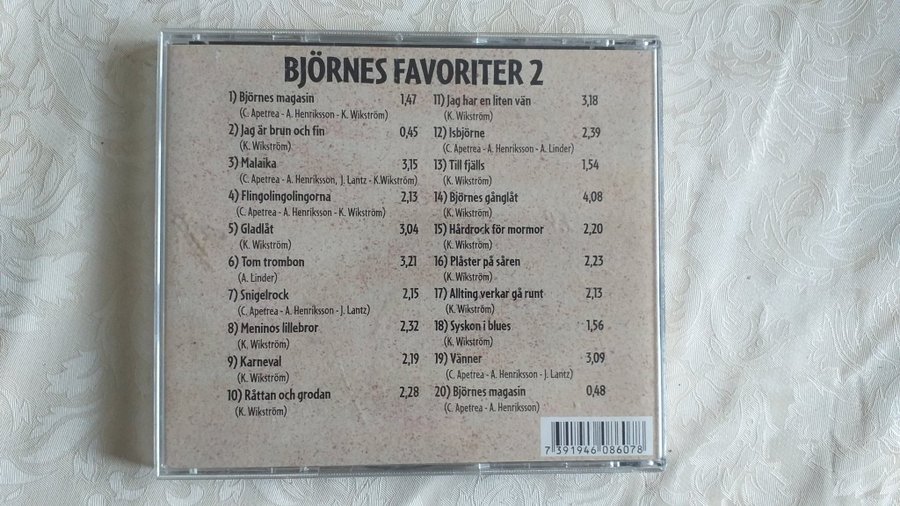 BJÖRNES FAVORITER 2
1) Björnes magasin 1,47
(C. Apetrea - A. Henriksson - K. Wikström)
2) Jag är brun och fin 0,45
(K. Wikström)
3) Malaika 3,15
(C. Apetrea - A. Henriksson, J. Lantz - K.Wikström)
4) Flingolingolingorna 2,13
(C. Apetrea - A. Henriksson - K. Wikström)
5) Gladlåt 3,04
(K. Wikström)
6) Tom trombon 3,21
(A. Linder)
7) Snigelrock 2,15
(C. Apetrea - A. Henriksson - J. Lantz)
8) Meninos lillebror 2,32
(K. Wikström)
9) Karneval 2,19
(K. Wikström)
10) Råttan och grodan 2,28
(K. Wikström)
11) Jag har en liten vän 3,18
(K. Wikström)
12) Isbjörne 2,39
(C. Apetrea - A. Henriksson - A. Linder)
13) Till fjälls 1,54
(K. Wikström)
14) Björnes gånglåt 4,08
(K. Wikström)
15) Hårdrock för mormor 2,20
(K. Wikström)
16) Plåster på såren 2,23
(K. Wikström)
17) Allting verkar gå runt 2,13
(K. Wikström)
18) Syskon i blues 1,56
(K. Wikström)
19) Vänner 3,09
(C. Apetrea - A. Henriksson - J. Lantz)
20) Björnes magasin 0,48
(C. Apetrea - A. Henriksson)
7 391946 086078